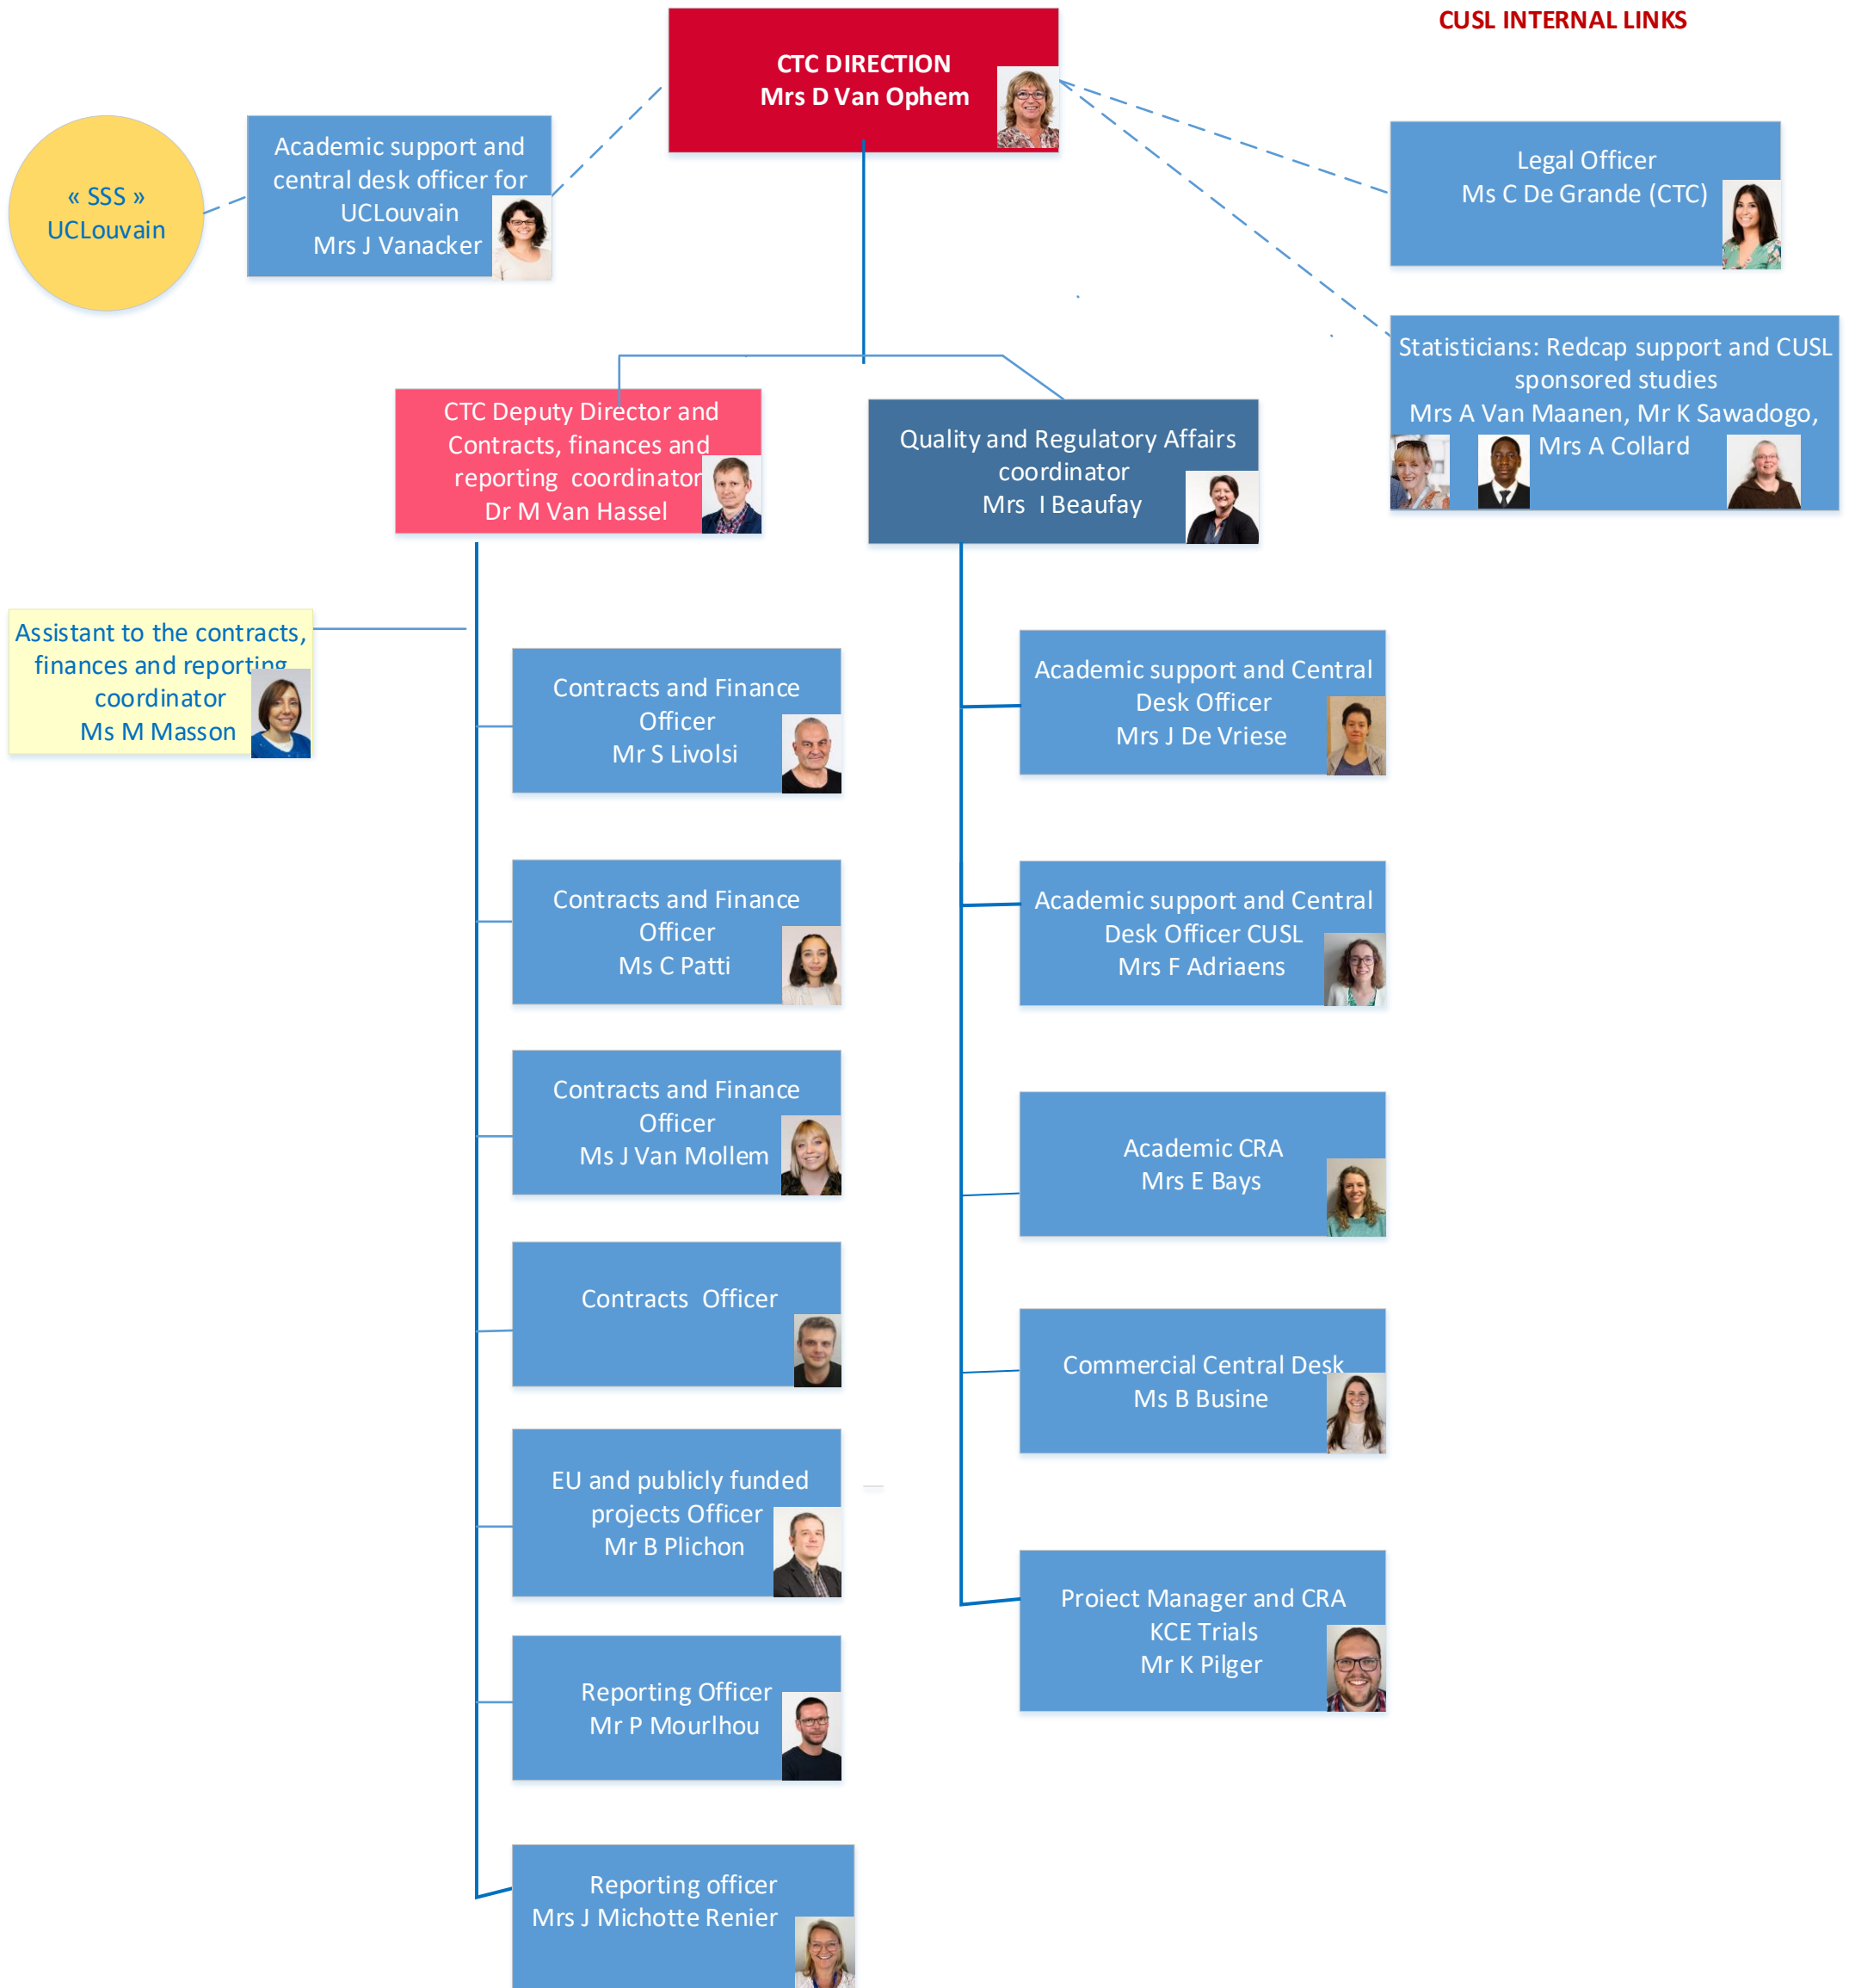 CUSL INTERNAL LINKS
CTC DIRECTION
Mrs D Van Ophem
« SSS »
UCLouvain
Academic support and
central desk officer for
UCLouvain
Mrs J Vanacker
Legal Officer
Ms C De Grande (CTC)
Statisticians: Redcap support and CUSL
sponsored studies
Mrs A Van Maanen, Mr K Sawadogo,
Mrs A Collard
CTC Deputy Director and
Contracts, finances and
reporting coordinator
Dr M Van Hassel
Quality and Regulatory Affairs
coordinator
Mrs I Beaufay
Assistant to the contracts,
finances and reporting
coordinator
Ms M Masson
Contracts and Finance
Officer
Mr S Livolsi
Contracts and Finance
Officer
Ms C Patti
Contracts and Finance
Officer
Ms J Van Mollem
Contracts Officer
EU and publicly funded
projects Officer
Mr B Plichon
Reporting Officer
Mr P Mourlhou
Reporting officer
Mrs J Michotte Renier
Academic support and Central
Desk Officer
Mrs J De Vriese
Academic support and Central
Desk Officer CUSL
Mrs F Adriaens
Academic CRA
Mrs E Bays
Commercial Central Desk
Ms B Busine
Project Manager and CRA
KCE Trials
Mr K Pilger